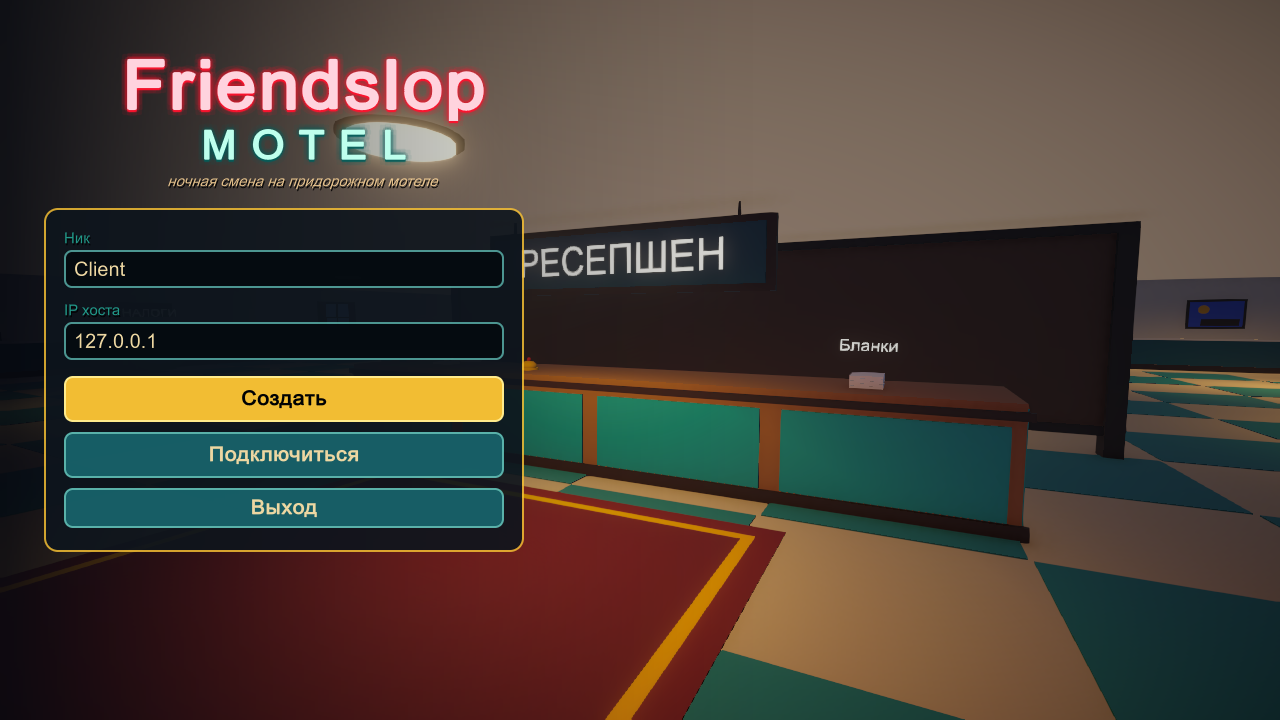 Friendslop
MOTEL
ночная смена на придорожном мотеле
Ник
Client
IP хоста
127.0.0.1
Создать
Подключиться
Выход
РЕСЕПШЕН
Бланки